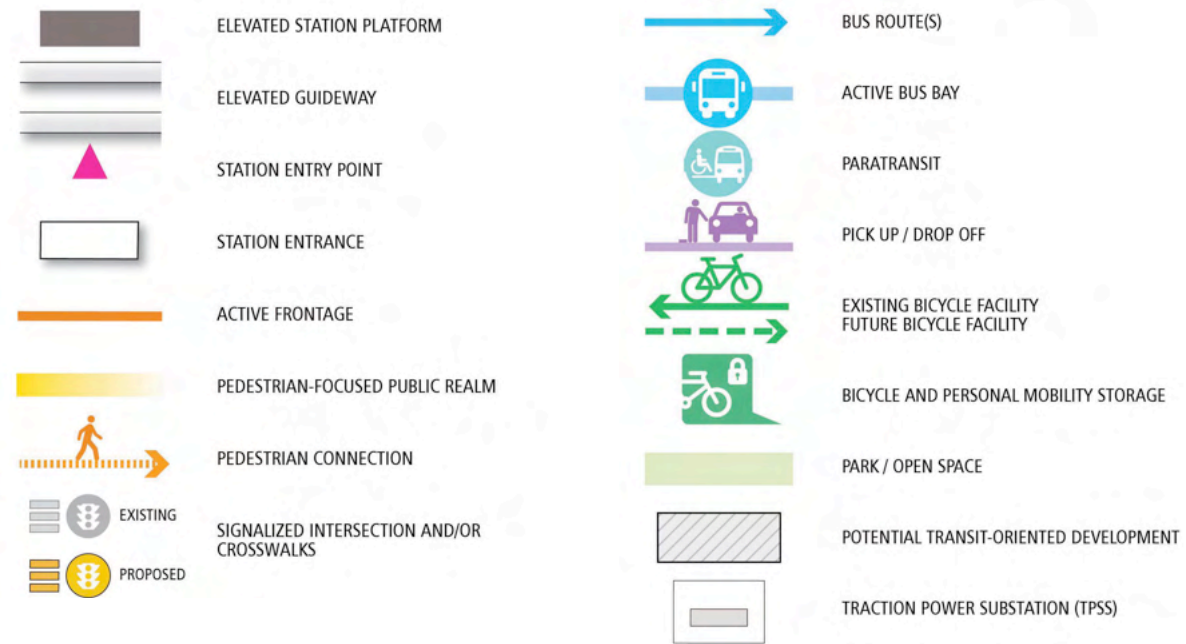 ELEVATED STATION PLATFORM
ELEVATED GUIDEWAY
STATION ENTRY POINT
STATION ENTRANCE
ACTIVE FRONTAGE
PEDESTRIAN-FOCUSED PUBLIC REALM
PEDESTRIAN CONNECTION
EXISTING
SIGNALIZED INTERSECTION AND/OR
CROSSWALKS
PROPOSED
BUS ROUTE(S)
ACTIVE BUS BAY
PARATRANSIT
PICK UP / DROP OFF
EXISTING BICYCLE FACILITY
FUTURE BICYCLE FACILITY
BICYCLE AND PERSONAL MOBILITY STORAGE
PARK / OPEN SPACE
POTENTIAL TRANSIT-ORIENTED DEVELOPMENT
TRACTION POWER SUBSTATION (TPSS)